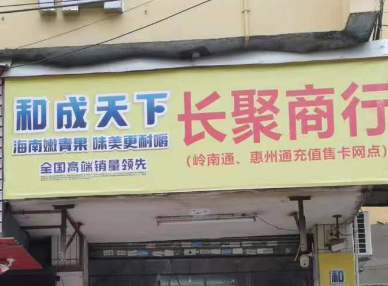 和成天下
海南嫩青果 味美更耐嚼
全国高端销量领先
长聚商行
(岭南通、惠州通充值售卡网点)
和